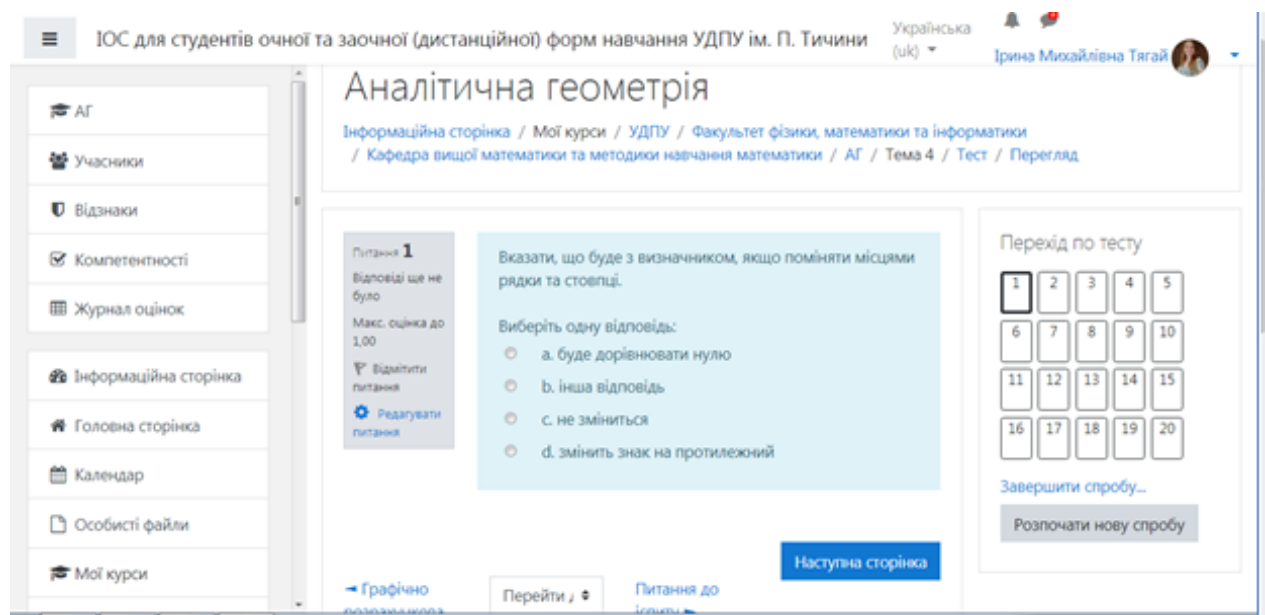 ІОС для студентів очної та заочної (дистанційної) форм навчання УДПУ ім. П. Тичини
Українська
(uk)
Ірина Михайлівна Тягай
АГ
Учасники
Відзнаки
Компетентності
Журнал оцінок
Інформаційна сторінка
Головна сторінка
Календар
Особисті файли
Мої курси
Аналітична геометрія
Інформаційна сторінка / Мої курси / УДПУ / Факультет фізики, математики та інформатики
/ Кафедра вищої математики та методики навчання математики / АГ / Тема 4 / Тест / Перегляд
Питання 1
Відповіді ще не
було
Макс. оцінка до
1,00
Відмітити
питання
Редагувати
питання
Вказати, що буде з визначником, якщо поміняти місцями
рядки та стовпці.
Виберіть одну відповідь:
a. буде дорівнювати нулю
b. інша відповідь
c. не зміниться
d. змінить знак на протилежний
Наступна сторінка
Графічно
розрахункова
Перейти д
Питання до
іспиту
Перехід по тесту
1 2 3 4 5
6 7 8 9 10
11 12 13 14 15
16 17 18 19 20
Завершити спробу...
Розпочати нову спробу